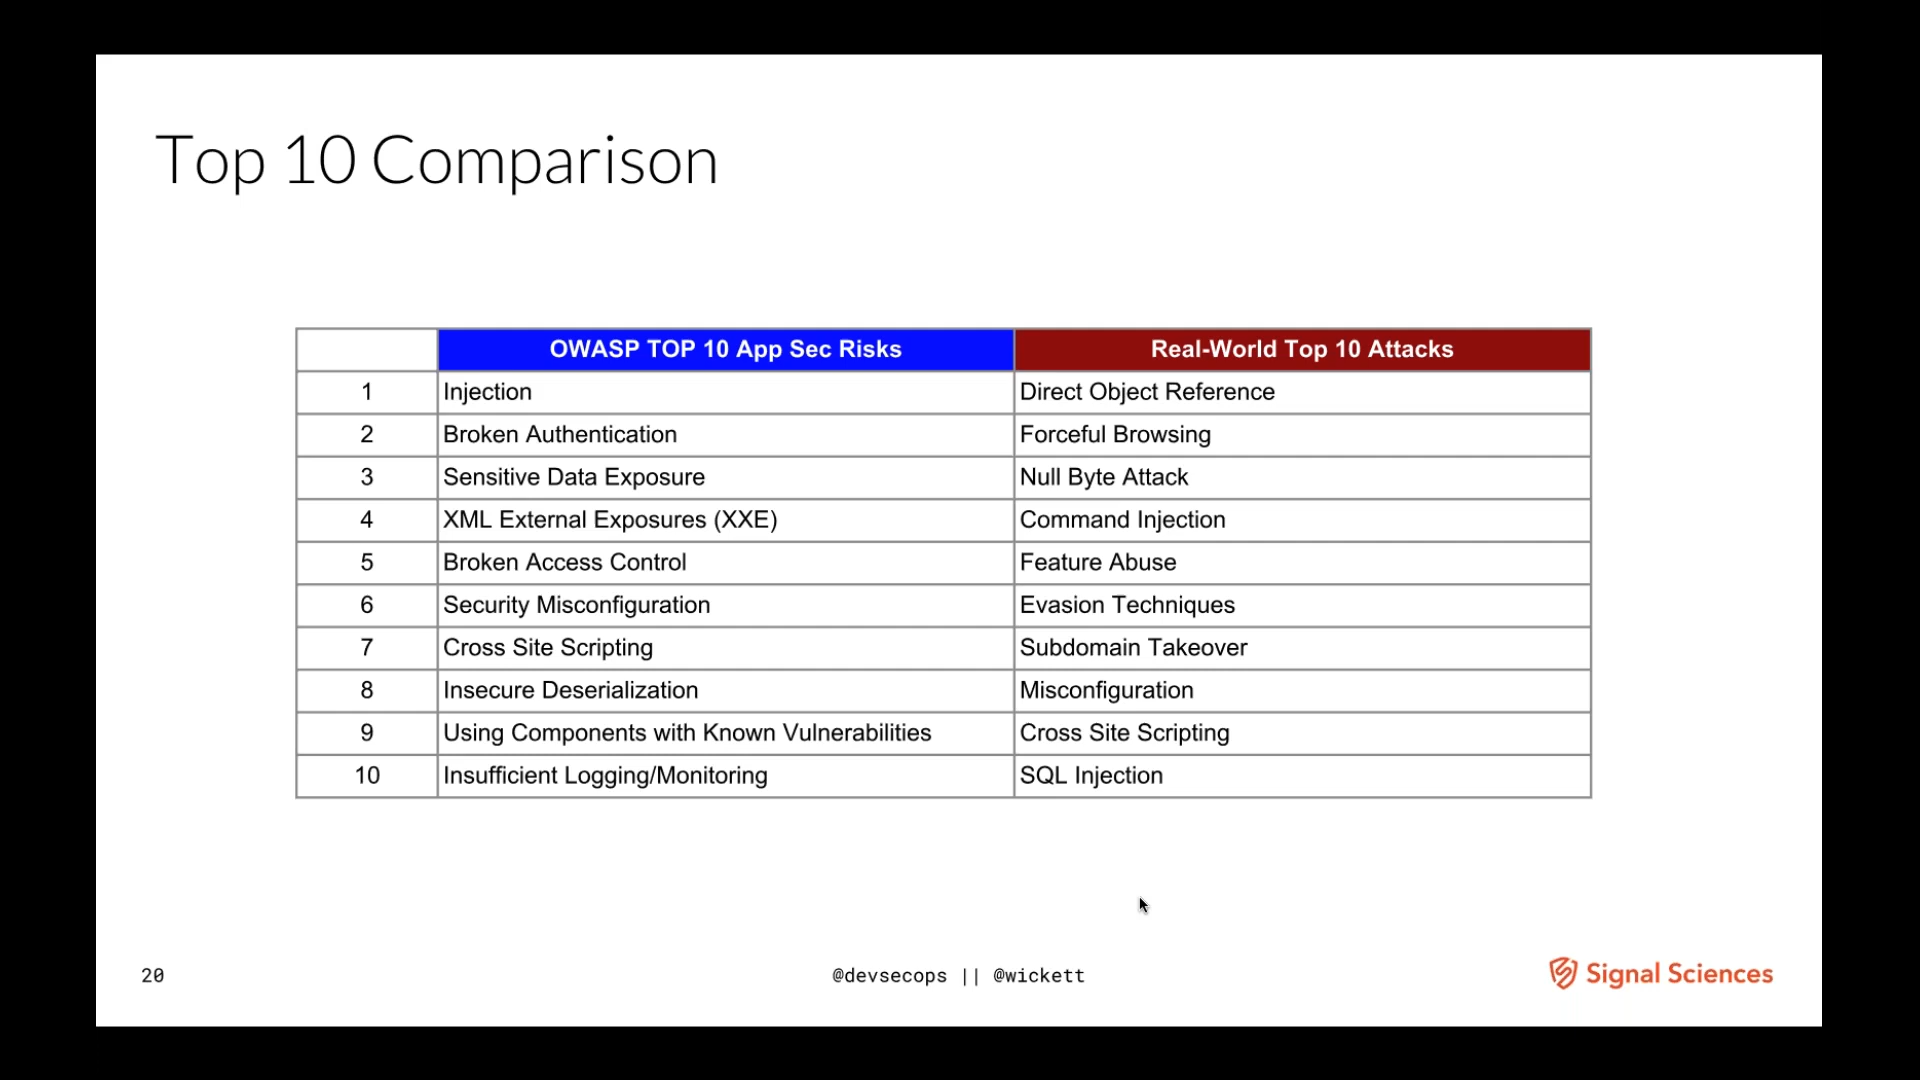 Top 10 Comparison
OWASP TOP 10 App Sec Risks Real-World Top 10 Attacks
1 Injection Direct Object Reference
2 Broken Authentication Forceful Browsing
3 Sensitive Data Exposure Null Byte Attack
4 XML External Exposures (XXE) Command Injection
5 Broken Access Control Feature Abuse
6 Security Misconfiguration Evasion Techniques
7 Cross Site Scripting Subdomain Takeover
8 Insecure Deserialization Misconfiguration
9 Using Components with Known Vulnerabilities Cross Site Scripting
10 Insufficient Logging/Monitoring SQL Injection
20 @devsecops || @wickett Signal Sciences